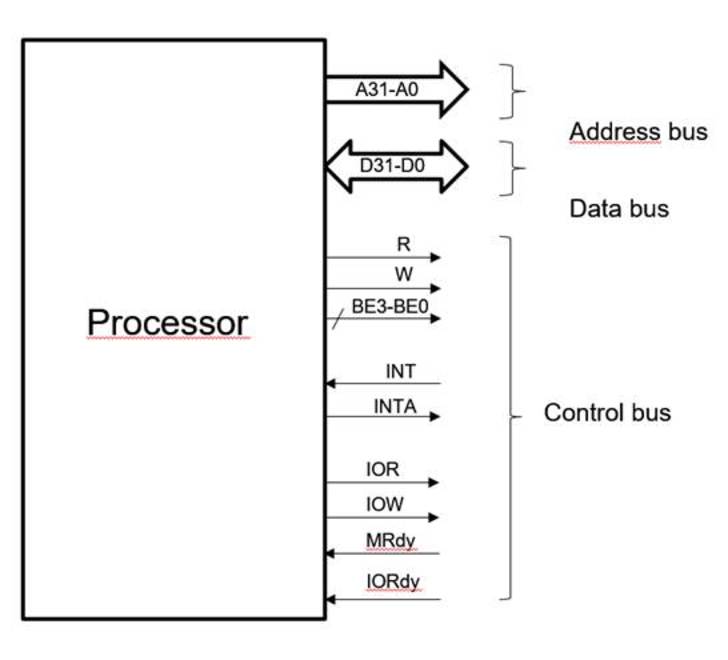 A31-A0
Address bus
D31-D0
Data bus
R
W
BE3-BE0
Processor
INT
INTA
Control bus
IOR
IOW
MRdy
IORdy